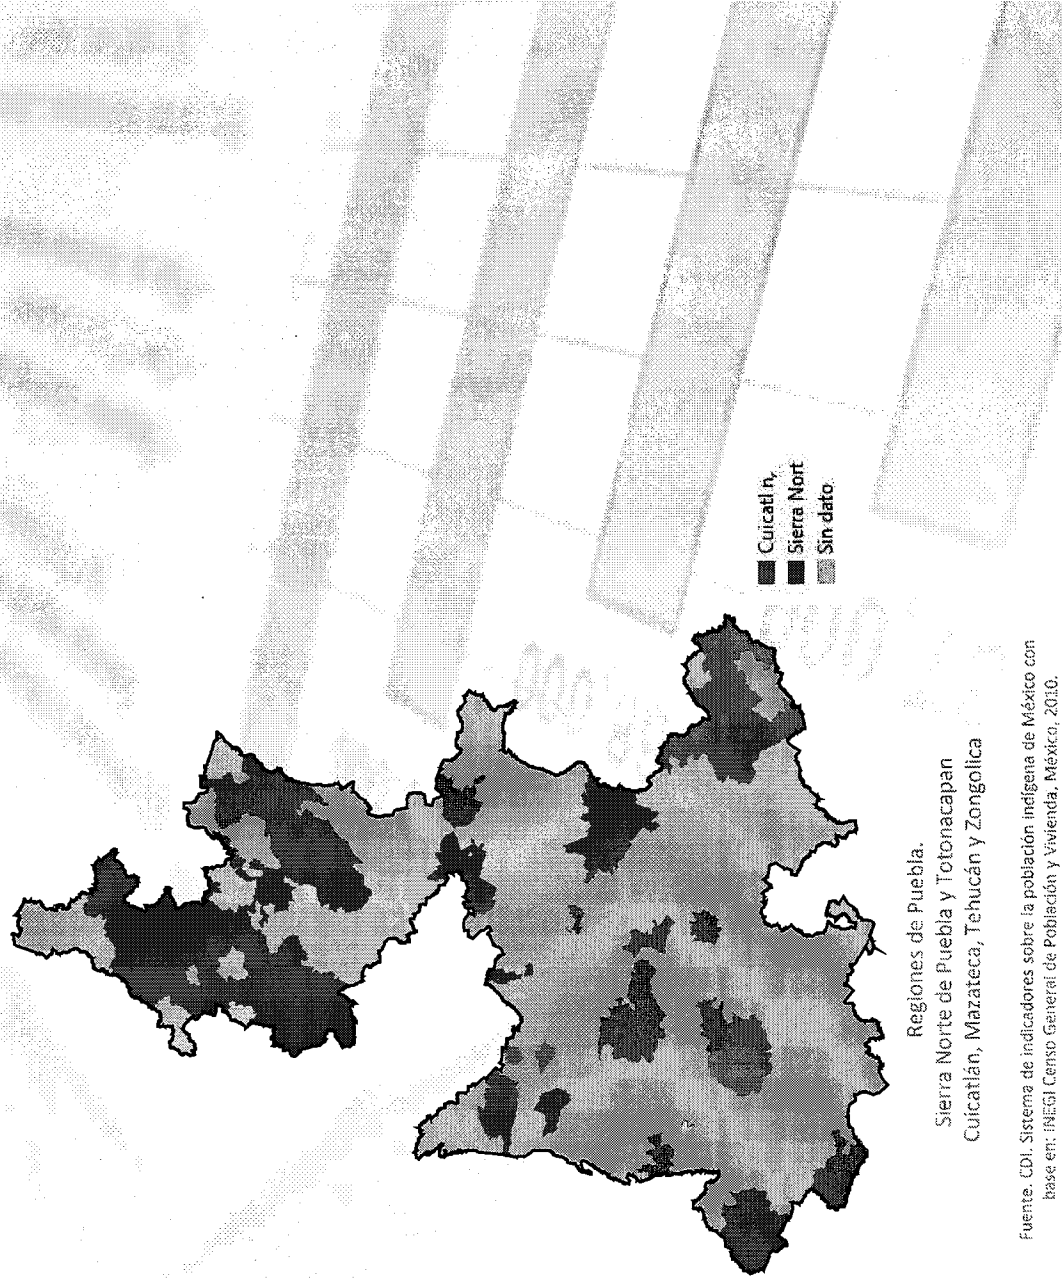 Cuicatl n,
Sierra Nort
Sin dato
Regiones de Puebla.
Sierra Norte de Puebla y Totonacapan
Cuicatlán, Mazateca, Tehucán y Zongolica
Fuente. CDI. Sistema de indicadores sobre la población indígena de México con
base en: INEGI Censo General de Población y Vivienda, México, 2010.